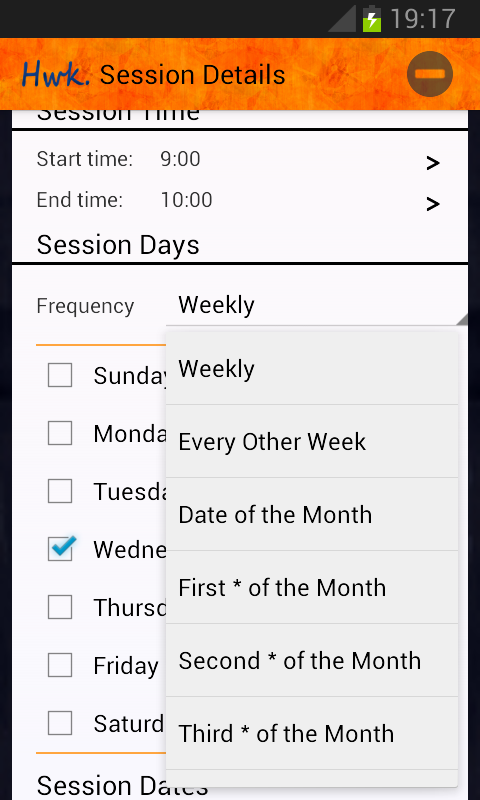 19:17
Hwk. Session Details
Session Time
Start time: 9:00 >
End time: 10:00 >
Session Days
Frequency Weekly
Sunday
Weekly
Monda
Every Other Week
Tuesda
Date of the Month
Wedne
First * of the Month
Thursd
Friday
Second * of the Month
Saturd
Third * of the Month
Session Dates